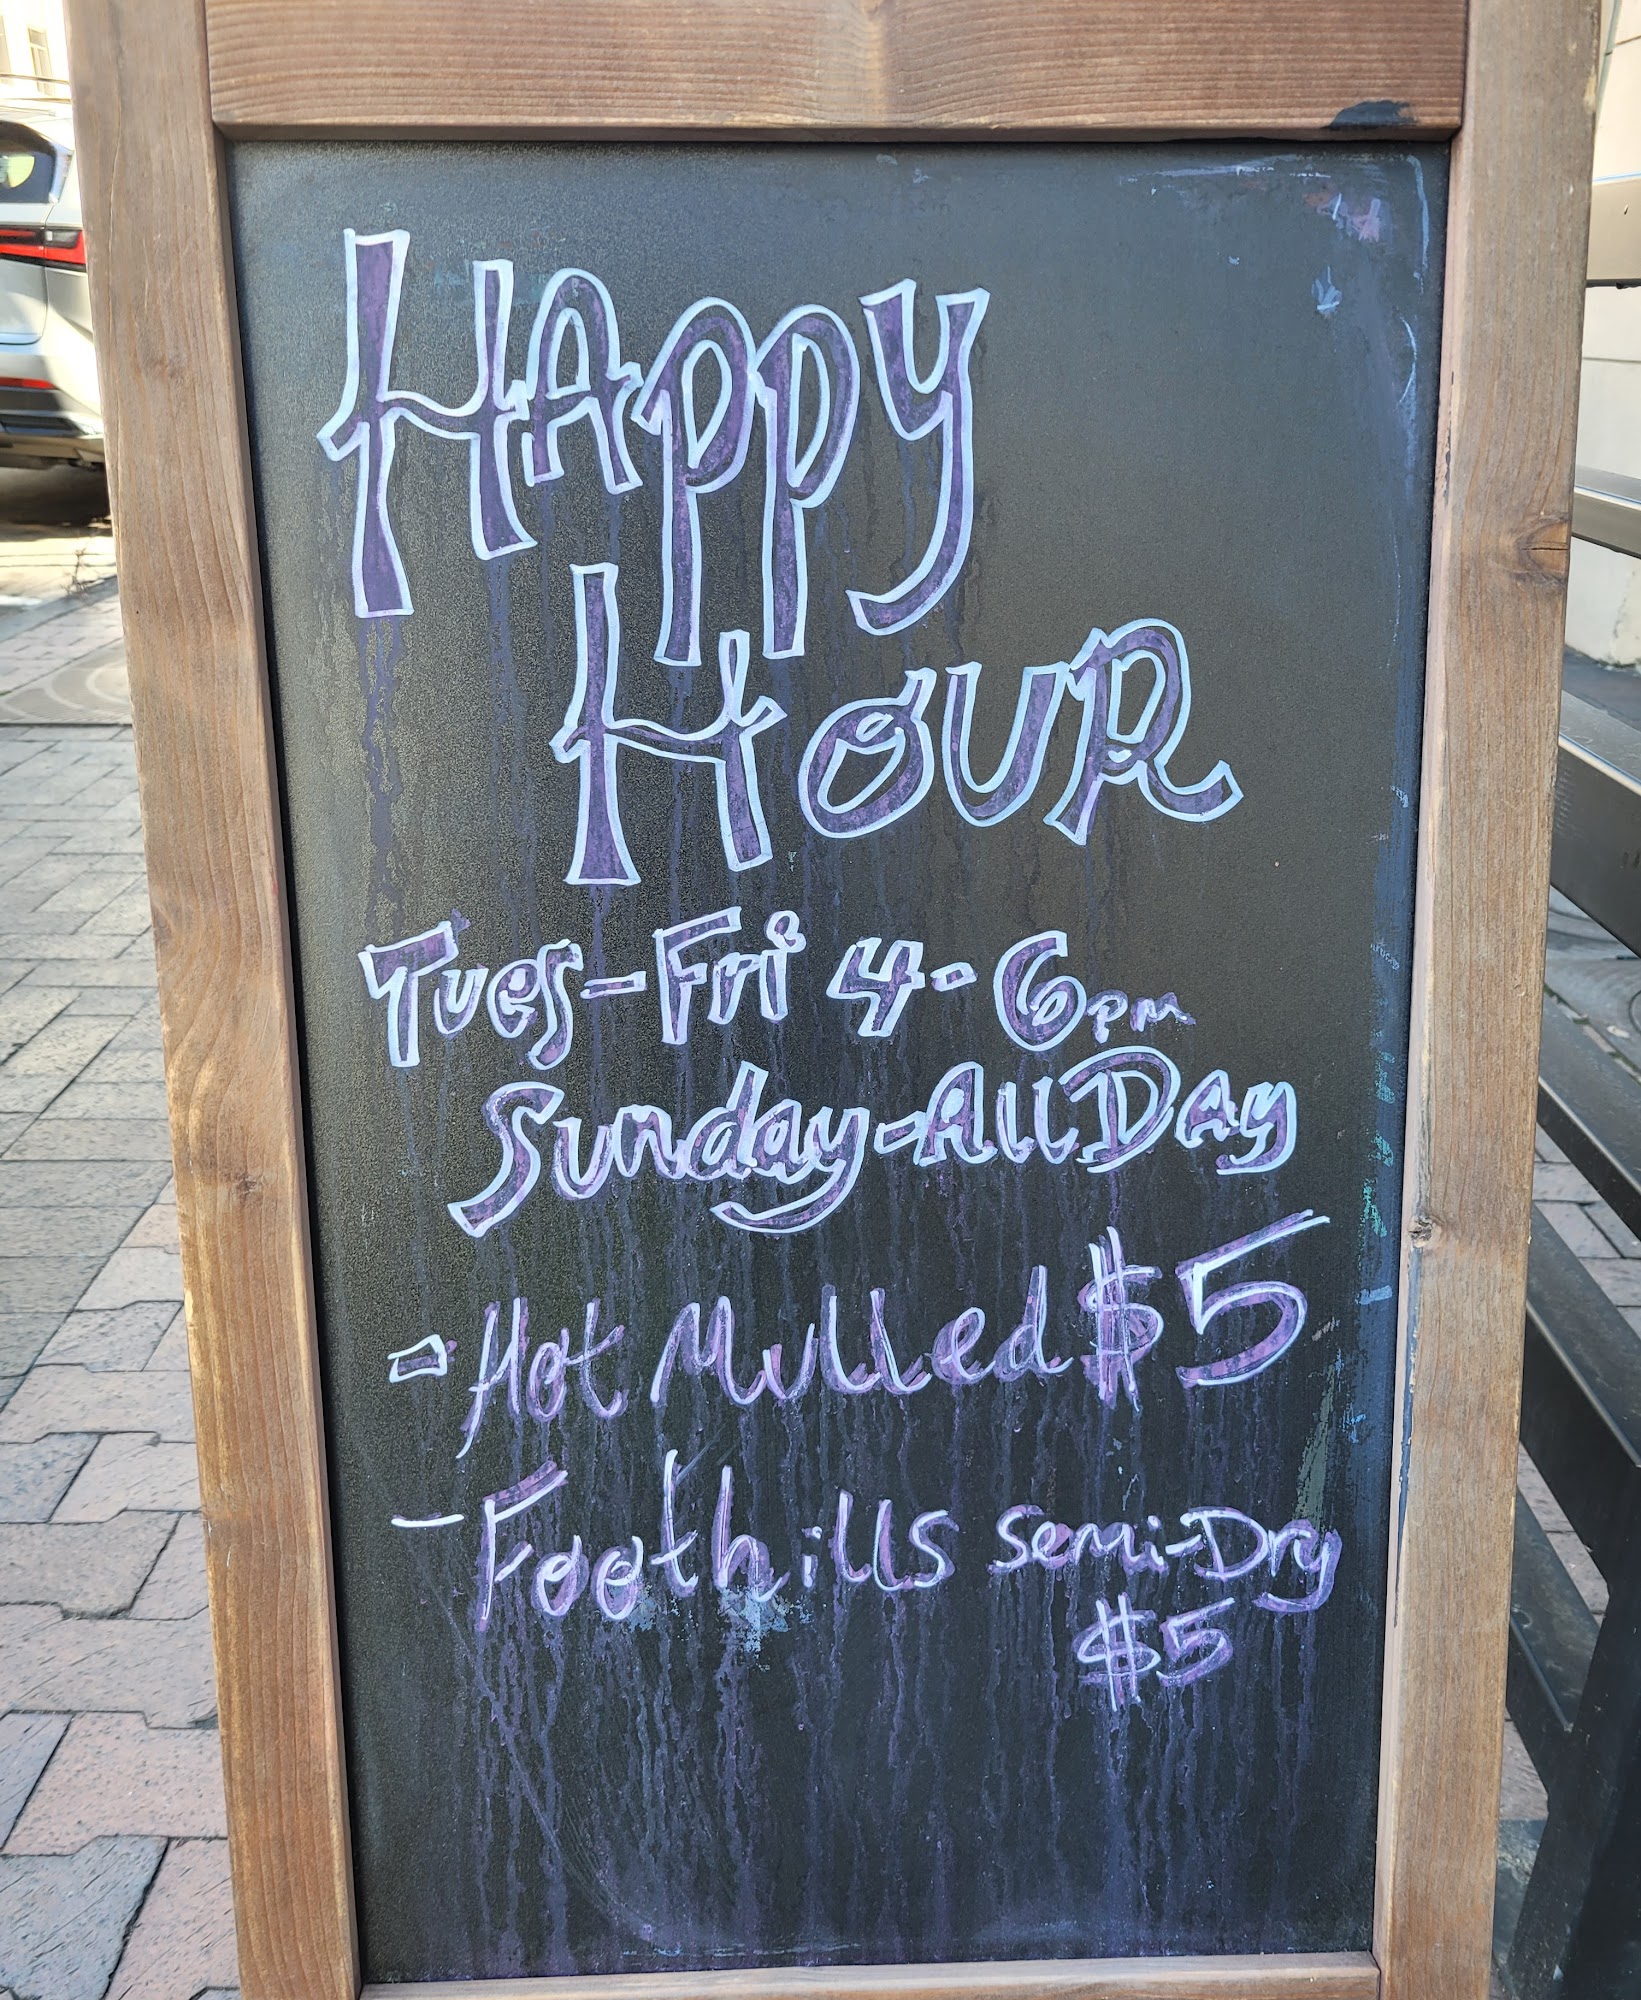 HAppy
HOUR
Tues-Fri 4-6pm
Sunday-All Day
-Hot Mulled $5
-Foothills Semi-Dry
$5